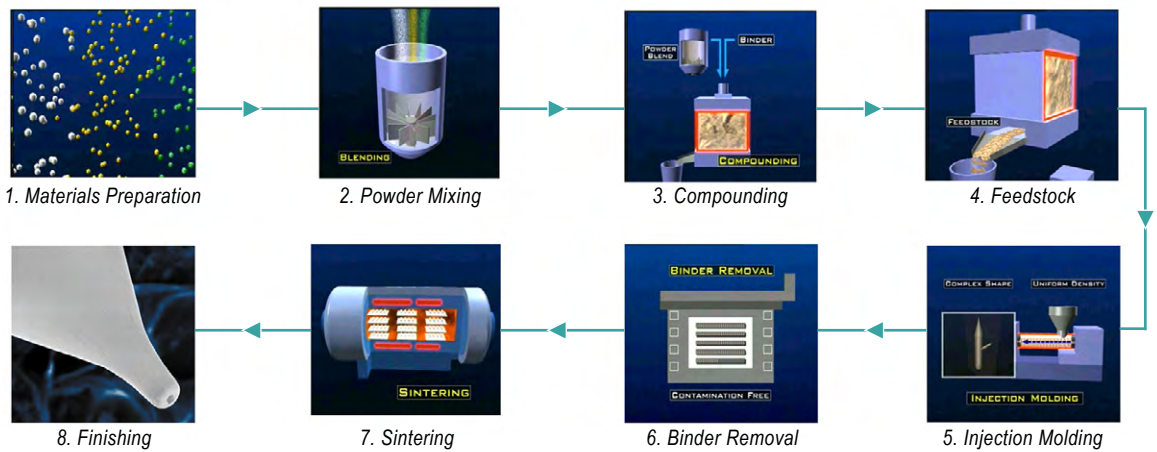 BLENDING
POWDER
BLEND
BINDER
COMPOUNDING
FEEDSTOCK
1. Materials Preparation
2. Powder Mixing
3. Compounding
4. Feedstock
BINDER REMOVAL
COMPLEX SHAPE
UNIFORM DENSITY
SINTERING
CONTAMINATION FREE
INJECTION MOLDING
8. Finishing
7. Sintering
6. Binder Removal
5. Injection Molding